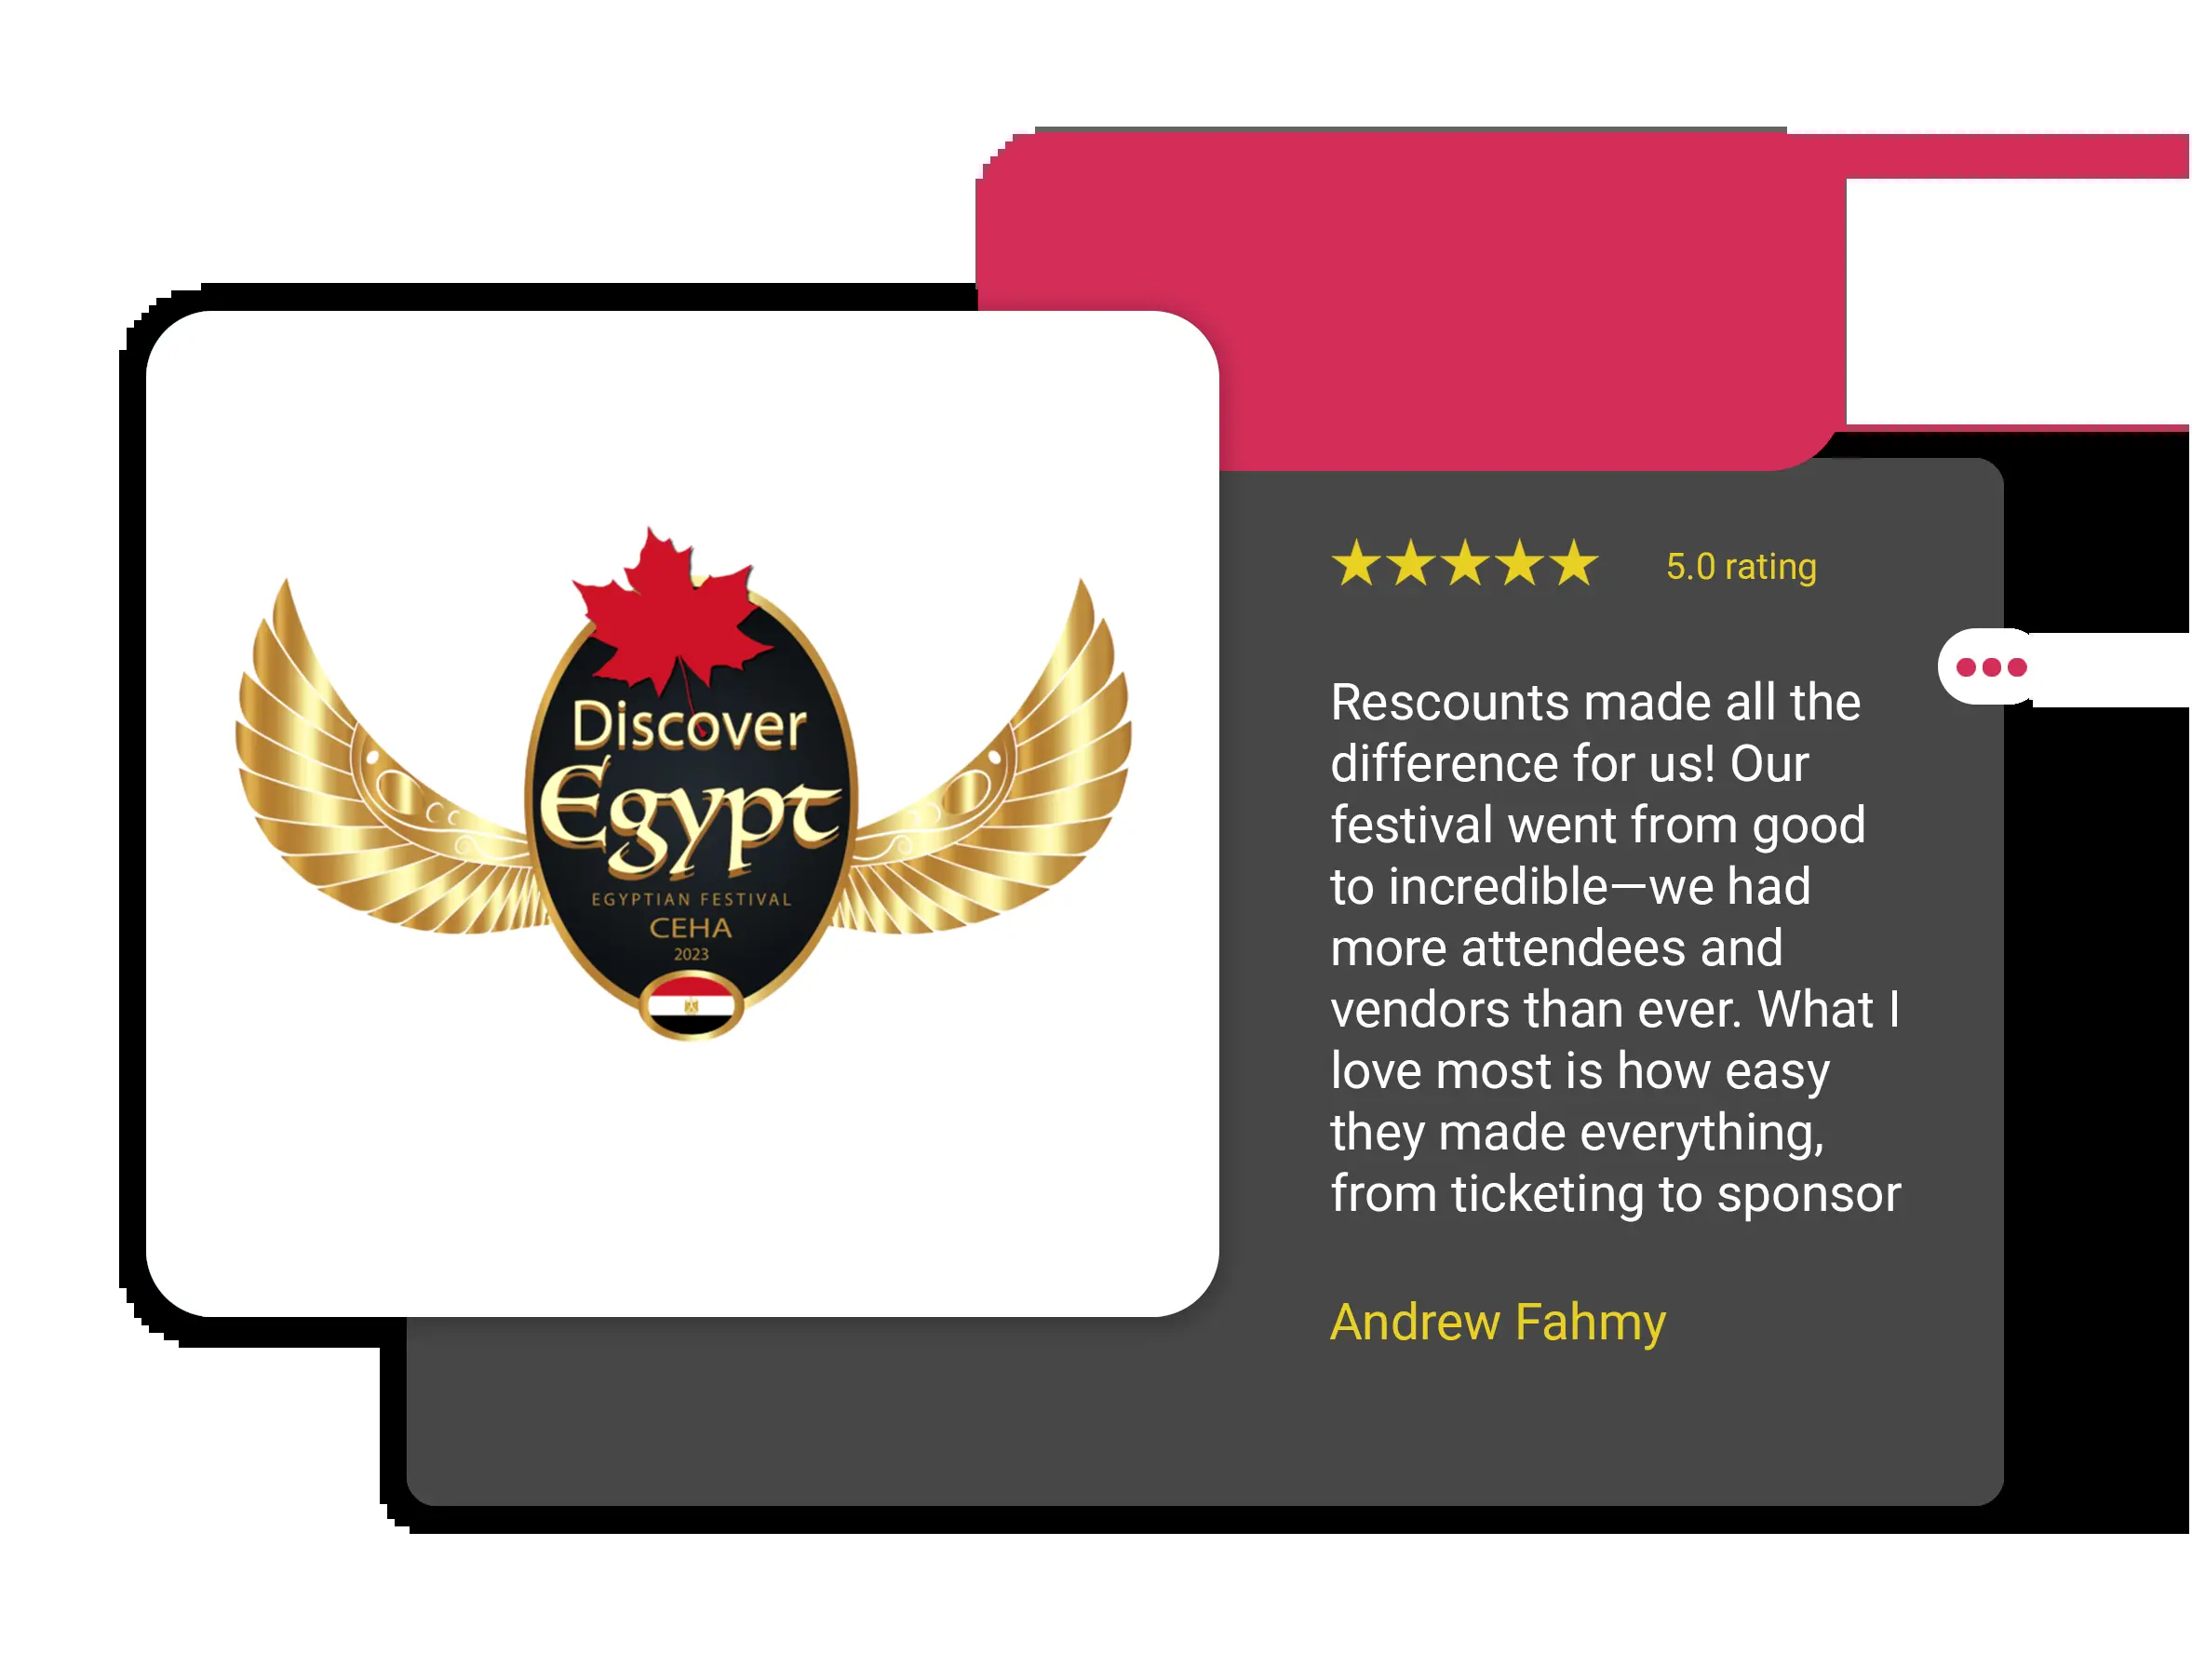 Discover
Egypt
EGYPTIAN FESTIVAL
CEHA
2023
★★★★★ 5.0 rating
Rescounts made all the
difference for us! Our
festival went from good
to incredible—we had
more attendees and
vendors than ever. What I
love most is how easy
they made everything,
from ticketing to sponsor
Andrew Fahmy